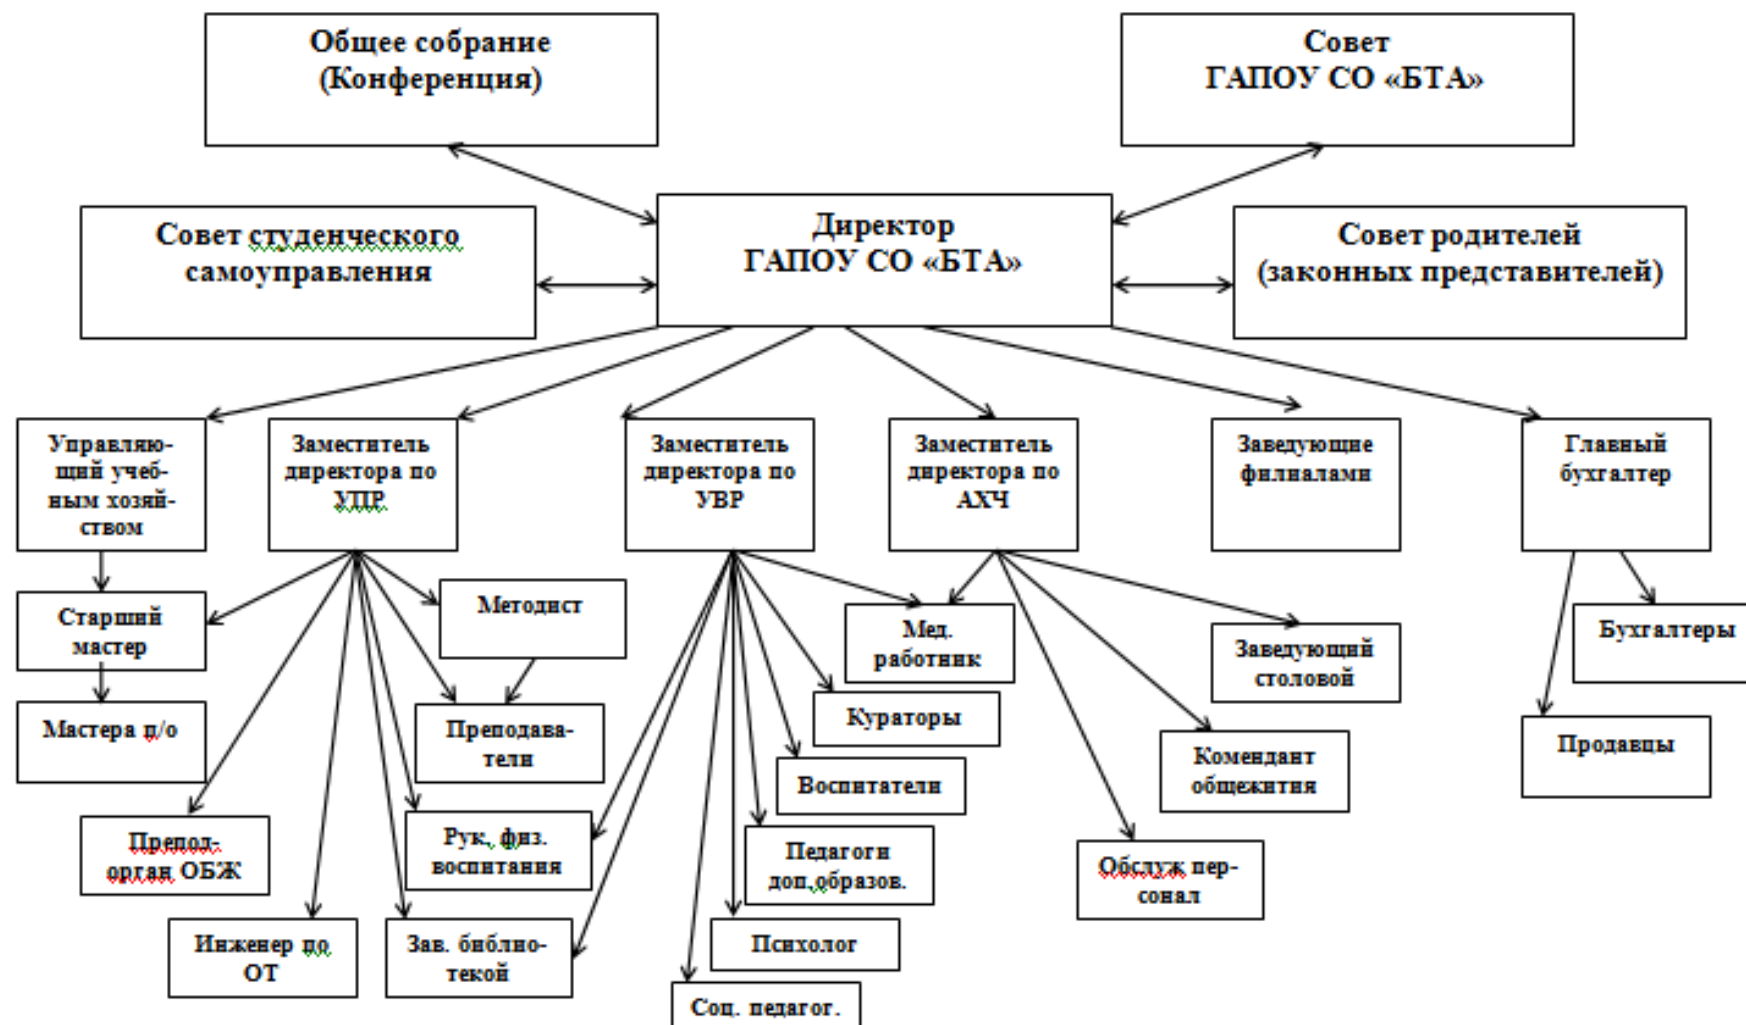 Общее собрание
(Конференция)
Совет
ГАПОУ СО «БТА»
Совет студенческого
самоуправления
Директор
ГАПОУ СО «БТА»
Совет родителей
(законных представителей)
Управляю-
щий учеб-
ным хозяй-
ством
Заместитель
директора по
УПР
Заместитель
директора по
УВР
Заместитель
директора по
АХЧ
Заведующие
филиалами
Главный
бухгалтер
Старший
мастер
Методист
Мед.
работник
Заведующий
столовой
Бухгалтеры
Мастера п/о
Преподава-
тели
Кураторы
Комендант
общежития
Продавцы
Воспитатели
Препод-
орган ОБЖ
Рук. физ.
воспитания
Педагоги
доп.образов.
Обслуж пер-
сонал
Инженер по
ОТ
Зав. библио-
текой
Психолог
Соц. педагог.